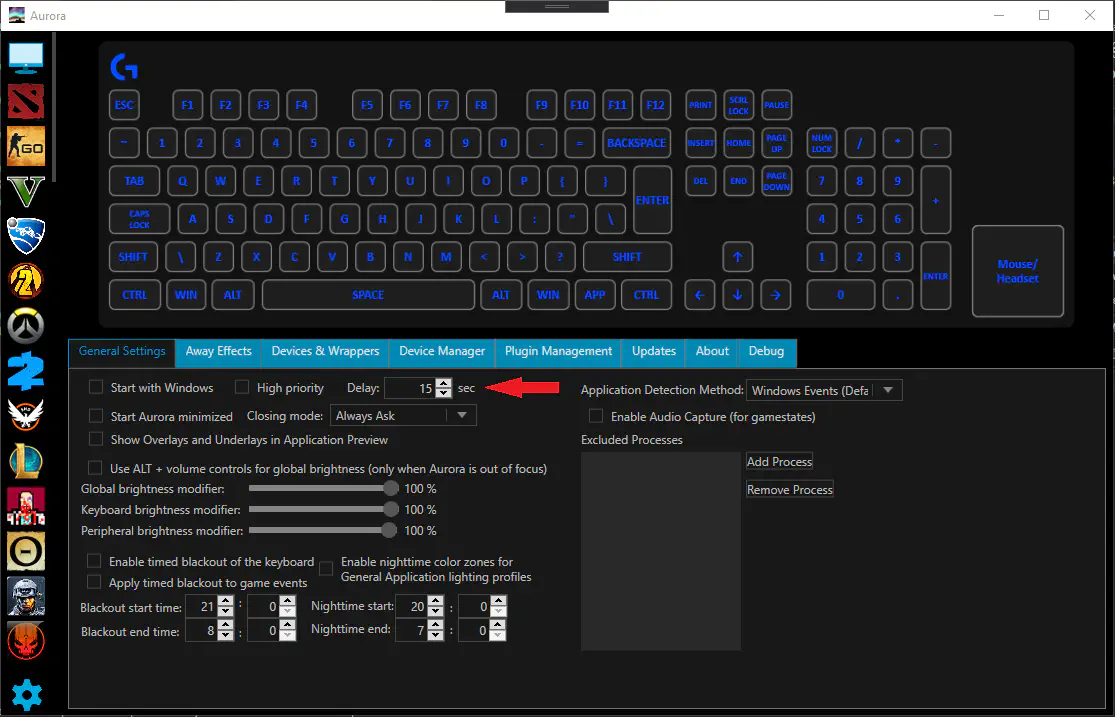 Aurora
ESC F1 F2 F3 F4 F5 F6 F7 F8 F9 F10 F11 F12 PRINT SCRL LOCK PAUSE
~ 1 2 3 4 5 6 7 8 9 0 - = BACKSPACE INSERT HOME PAGE UP NUM LOCK / * -
TAB Q W E R T Y U I O P { } ENTER DEL END PAGE DOWN 7 8 9 +
CAPS LOCK A S D F G H J K L : " \ 4 5 6
SHIFT \ Z X C V B N M < > ? SHIFT ↑ 1 2 3 ENTER
CTRL WIN ALT SPACE ALT WIN APP CTRL ← ↓ → 0 .
Mouse/
Headset
GO
General Settings Away Effects Devices & Wrappers Device Manager Plugin Management Updates About Debug
Start with Windows High priority Delay: 15 sec
Start Aurora minimized Closing mode: Always Ask
Show Overlays and Underlays in Application Preview
Use ALT + volume controls for global brightness (only when Aurora is out of focus)
Global brightness modifier: 100 %
Keyboard brightness modifier: 100 %
Peripheral brightness modifier: 100 %
Enable timed blackout of the keyboard
Apply timed blackout to game events
Enable nighttime color zones for
General Application lighting profiles
Blackout start time: 21 : 0 Nighttime start: 20 : 0
Blackout end time: 8 : 0 Nighttime end: 7 : 0
Application Detection Method: Windows Events (Defa
Enable Audio Capture (for gamestates)
Excluded Processes
Add Process
Remove Process